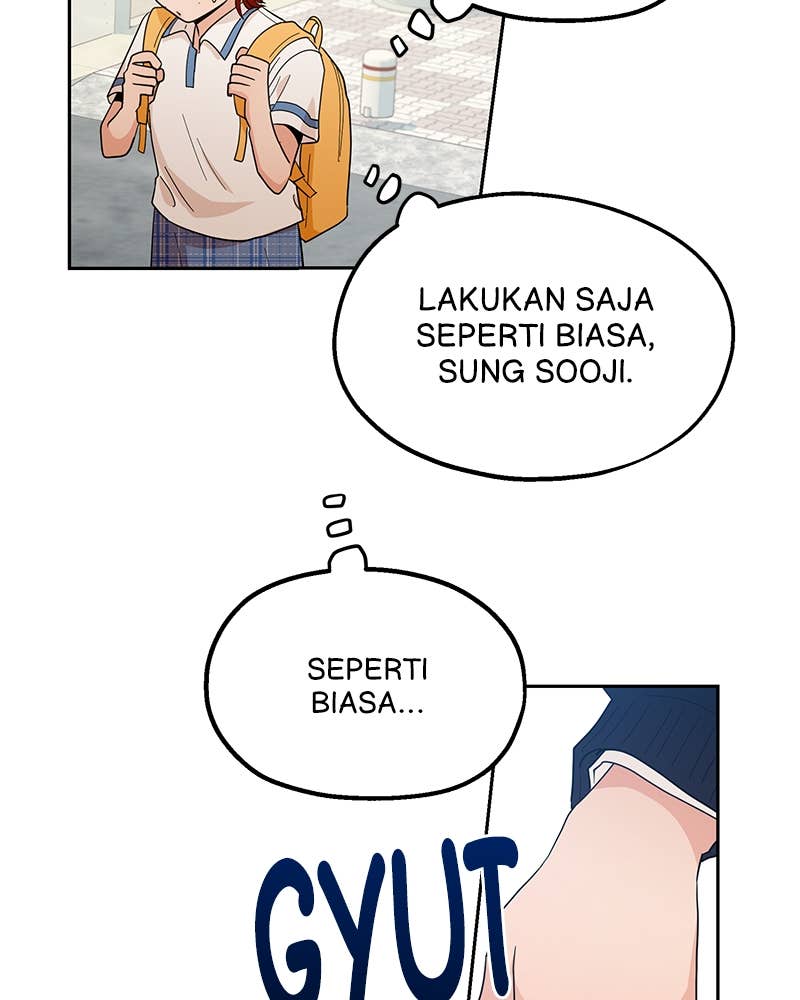 LAKUKAN SAJA
SEPERTI BIASA,
SUNG SOOJI.
SEPERTI
BIASA...
GYUT